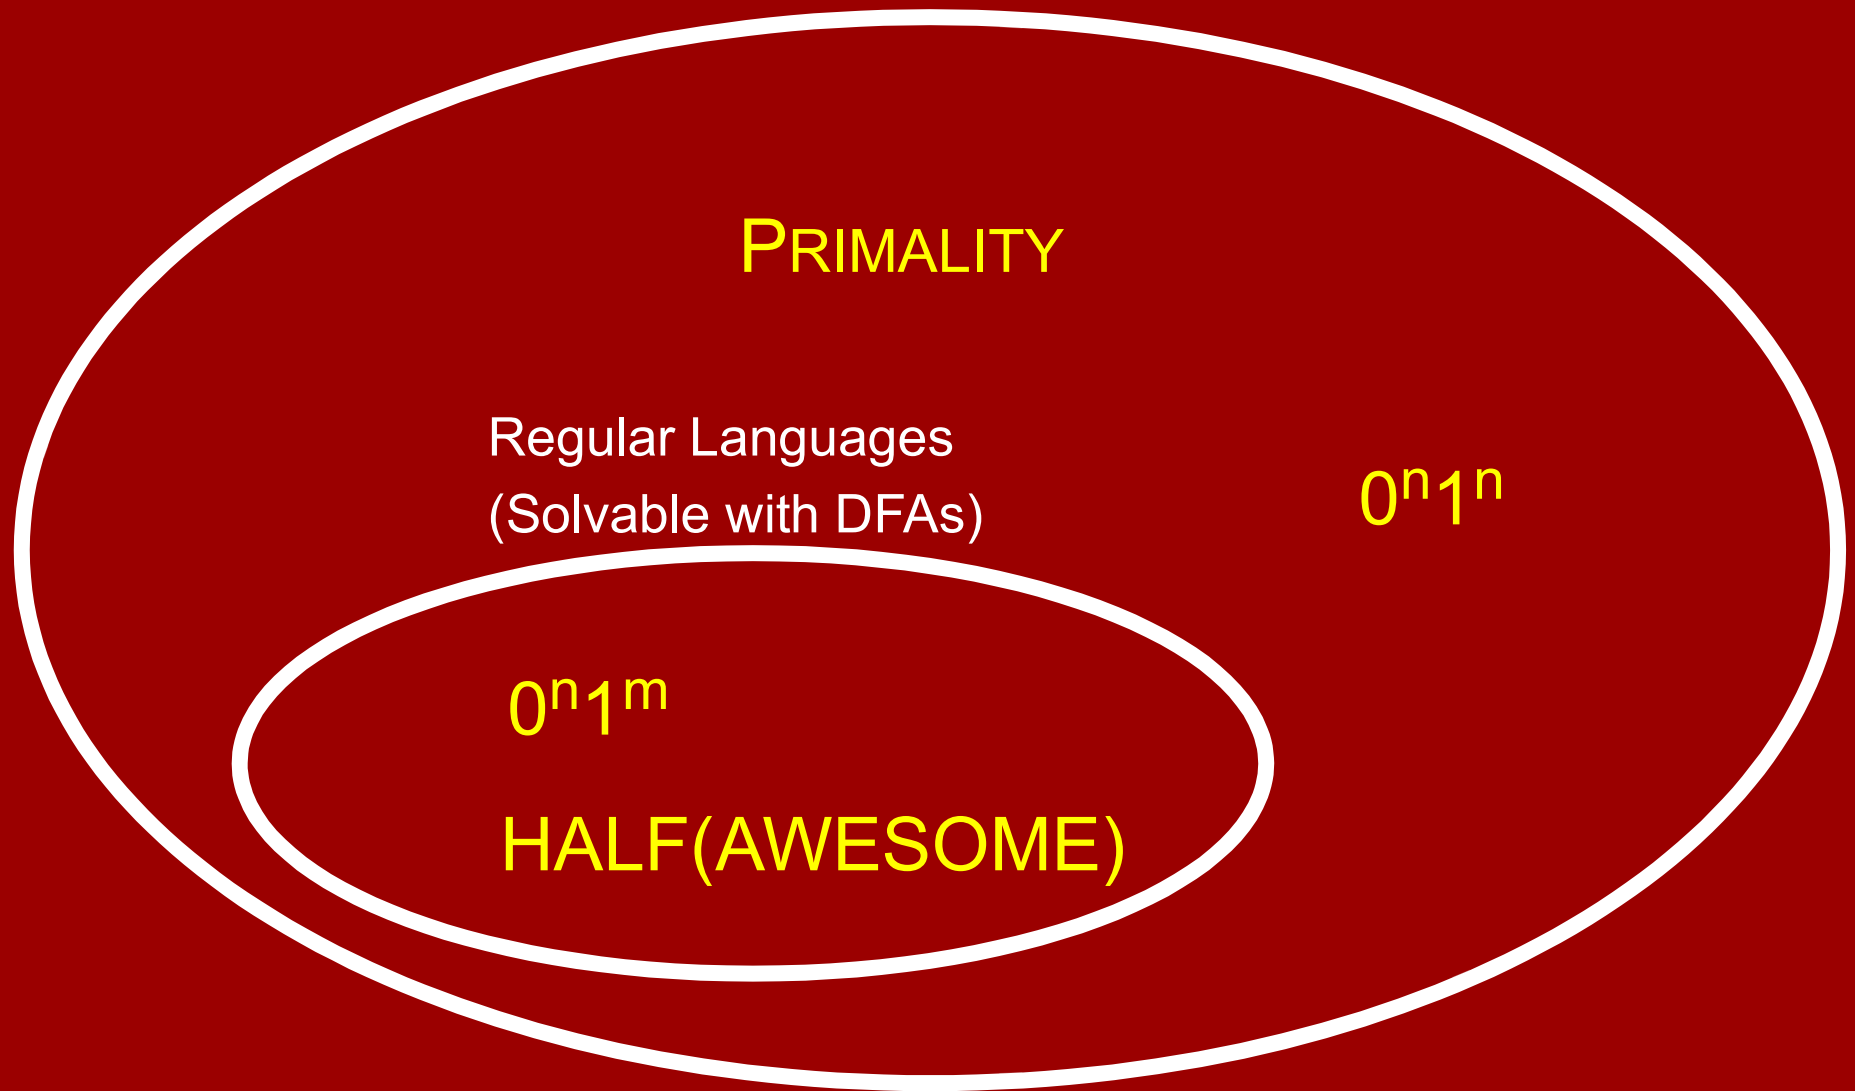 PRIMALITY
Regular Languages
(Solvable with DFAs)
0ⁿ1ⁿ
0ⁿ1ᵐ
HALF(AWESOME)